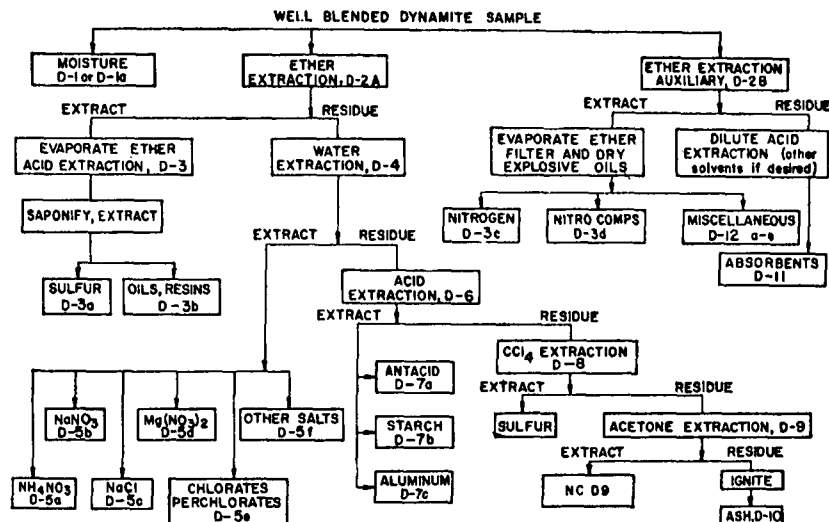 WELL BLENDED DYNAMITE SAMPLE
MOISTURE
D-1 or D-1a
ETHER
EXTRACTION, D-2A
ETHER EXTRACTION
AUXILIARY, D-2B
EXTRACT
RESIDUE
EXTRACT
RESIDUE
EVAPORATE ETHER
ACID EXTRACTION, D-3
WATER
EXTRACTION, D-4
EVAPORATE ETHER
FILTER AND DRY
EXPLOSIVE OILS
DILUTE ACID
EXTRACTION (other
solvents if desired)
SAPONIFY, EXTRACT
NITROGEN
D-3c
NITRO COMPS
D-3d
MISCELLANEOUS
D-12 a-e
EXTRACT
RESIDUE
SULFUR
D-3a
OILS, RESINS
D-3b
ACID
EXTRACTION, D-6
ABSORBENTS
D-11
EXTRACT
RESIDUE
CCl4 EXTRACTION
D-8
ANTACID
D-7a
EXTRACT
RESIDUE
NaNO3
D-5b
Mg(NO3)2
D-5d
OTHER SALTS
D-5f
STARCH
D-7b
SULFUR
ACETONE EXTRACTION, D-9
EXTRACT
RESIDUE
NH4NO3
D-5a
NaCl
D-5c
CHLORATES
PERCHLORATES
D-5e
ALUMINUM
D-7c
NC D9
IGNITE
ASH, D-10